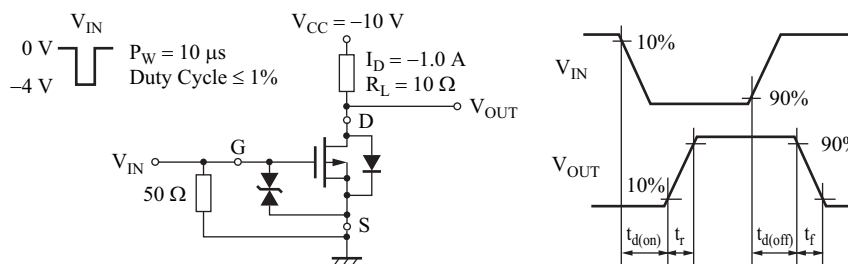 V_IN
0 V
−4 V
P_W = 10 μs
Duty Cycle ≤ 1%
V_CC = −10 V
I_D = −1.0 A
R_L = 10 Ω
V_OUT
D
V_IN
G
50 Ω
S
V_IN
10%
90%
V_OUT
90%
10%
t_d(on)
t_r
t_d(off)
t_f